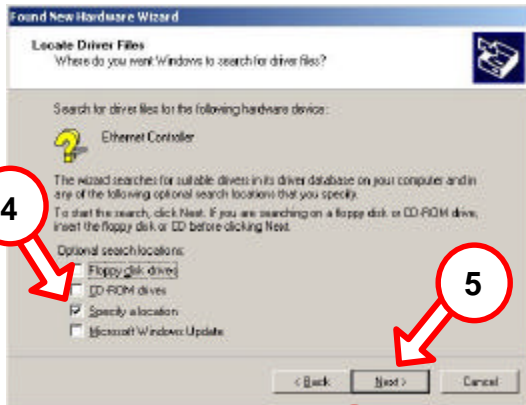 Found New Hardware Wizard
Locate Driver Files
Where do you want Windows to search for driver files?
Search for driver files for the following hardware device:
Ethernet Controller
The wizard searches for suitable drivers in its driver database on your computer and in
any of the following optional search locations that you specify.
To start the search, click Next. If you are searching on a floppy disk or CD-ROM drive,
insert the floppy disk or CD before clicking Next.
4
Optional search locations:
Floppy disk drives
CD-ROM drives
5
Specify a location
Microsoft Windows Update
< Back Next > Cancel